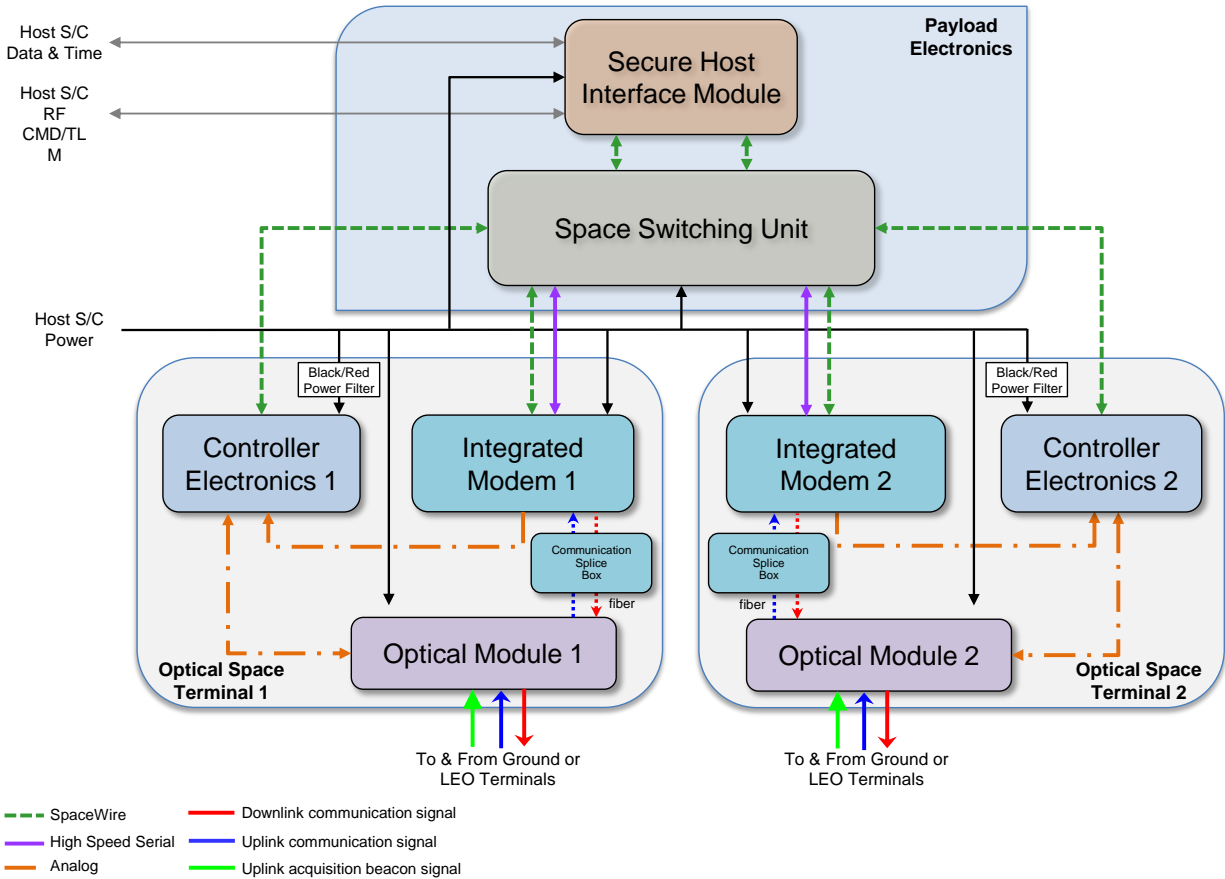 Host S/C
Data & Time
Payload
Electronics
Secure Host
Interface Module
Host S/C
RF
CMD/TL
M
Space Switching Unit
Host S/C
Power
Black/Red
Power Filter
Black/Red
Power Filter
Controller
Electronics 1
Integrated
Modem 1
Integrated
Modem 2
Controller
Electronics 2
Communication
Splice
Box
Communication
Splice
Box
fiber
fiber
Optical Module 1
Optical Module 2
Optical Space
Terminal 1
Optical Space
Terminal 2
To & From Ground or
LEO Terminals
To & From Ground or
LEO Terminals
SpaceWire
High Speed Serial
Analog
Downlink communication signal
Uplink communication signal
Uplink acquisition beacon signal